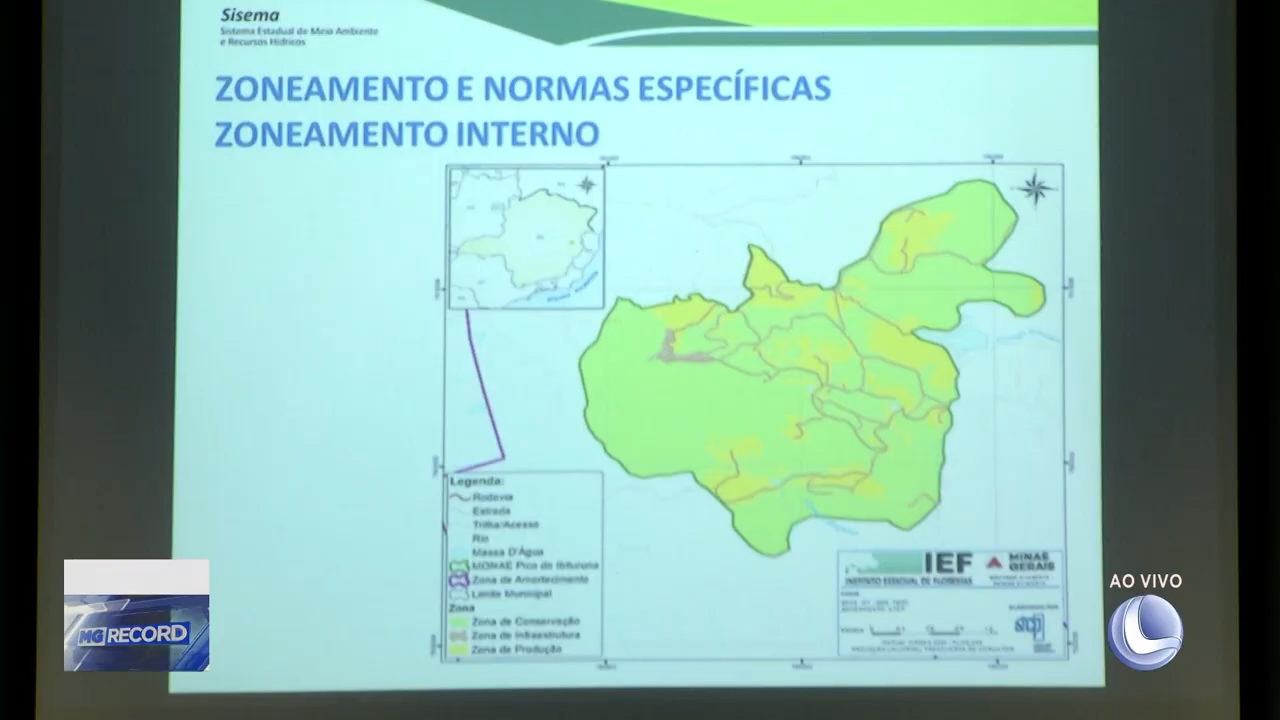 Sisema
Sistema Estadual de Meio Ambiente
e Recursos Hídricos
ZONEAMENTO E NORMAS ESPECÍFICAS
ZONEAMENTO INTERNO
Legenda:
Rodovia
Estrada
Trilha/Acesso
Rio
Massa D'Água
MONAE Pico do Ibituruna
Zona de Amortecimento
Limite Municipal
Zona
Zona de Conservação
Zona de Infraestrutura
Zona de Produção
IEF
INSTITUTO ESTADUAL DE FLORESTAS
MINAS
GERAIS
stcp
MG RECORD
AO VIVO